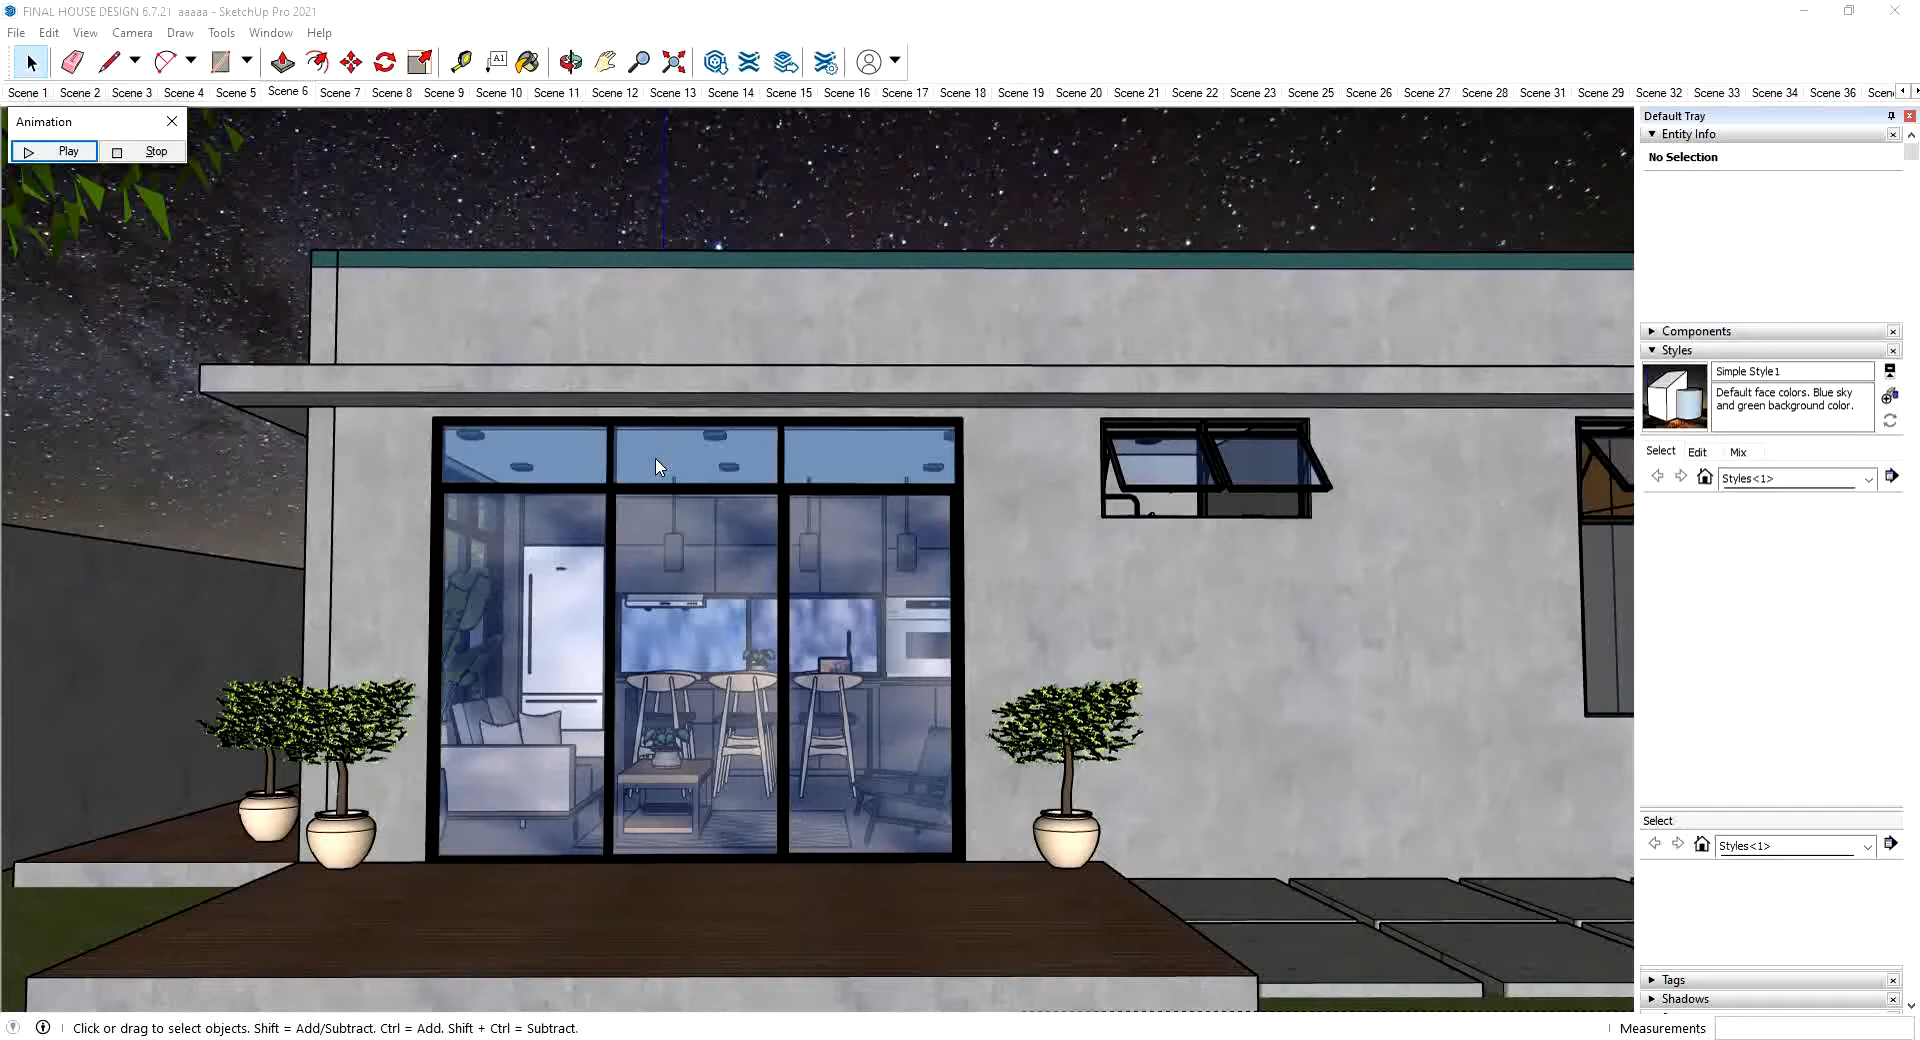 FINAL HOUSE DESIGN 6.7.21 aaaaa - SketchUp Pro 2021
File Edit View Camera Draw Tools Window Help
A1
Scene 1 Scene 2 Scene 3 Scene 4 Scene 5 Scene 6 Scene 7 Scene 8 Scene 9 Scene 10 Scene 11 Scene 12 Scene 13 Scene 14 Scene 15 Scene 16 Scene 17 Scene 18 Scene 19 Scene 20 Scene 21 Scene 22 Scene 23 Scene 25 Scene 26 Scene 27 Scene 28 Scene 31 Scene 29 Scene 32 Scene 33 Scene 34 Scene 36
Animation
Play Stop
Default Tray
Entity Info
No Selection
Components
Styles
Simple Style1
Default face colors. Blue sky
and green background color.
Select Edit Mix
Styles<1>
Select
Styles<1>
Tags
Shadows
Click or drag to select objects. Shift = Add/Subtract. Ctrl = Add. Shift + Ctrl = Subtract.
Measurements